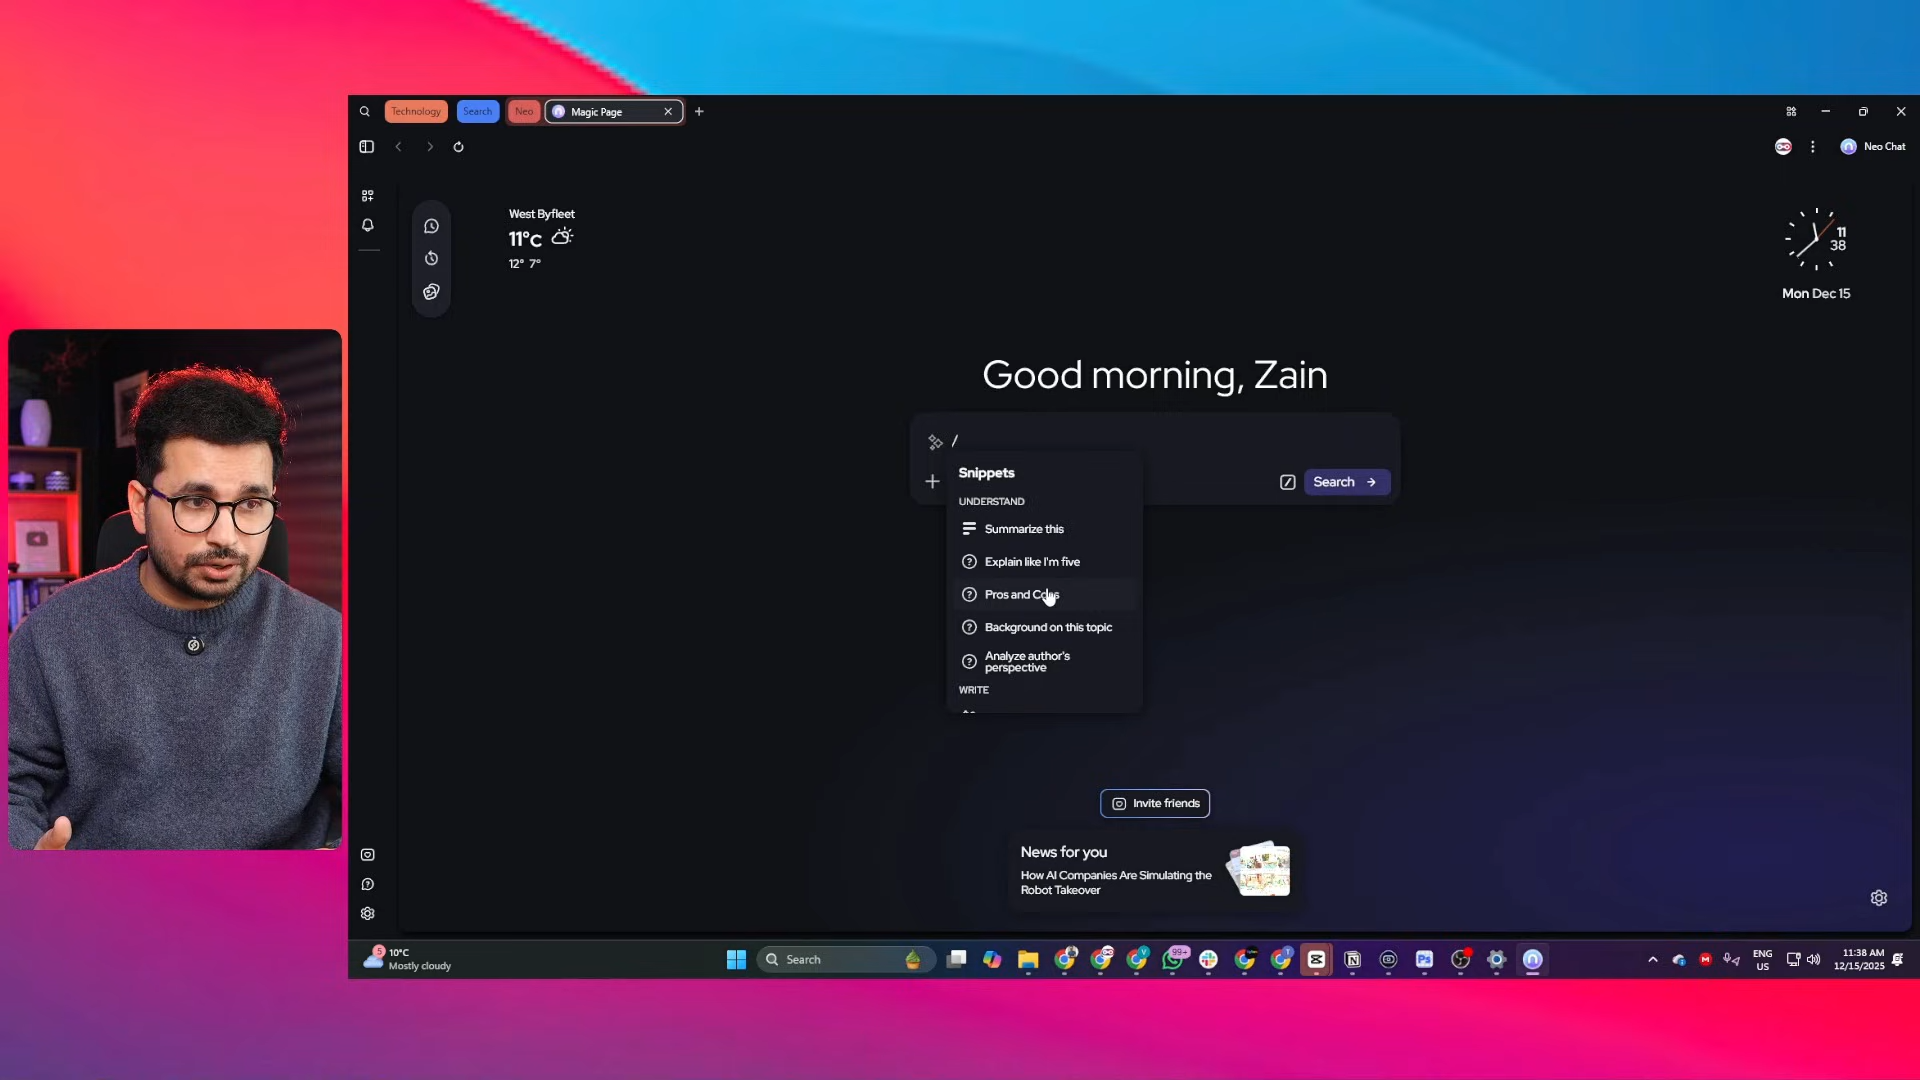 Technology
Search
Neo
Magic Page
Neo Chat
West Byfleet
11°C
12° 7°
11
38
Mon Dec 15
Good morning, Zain
/
Snippets
Search
UNDERSTAND
Summarize this
Explain like I'm five
Pros and Cons
Background on this topic
Analyze author's
perspective
WRITE
Invite friends
News for you
How AI Companies Are Simulating the
Robot Takeover
5
10°C
Mostly cloudy
Search
99+
ENG
US
11:38 AM
12/15/2025